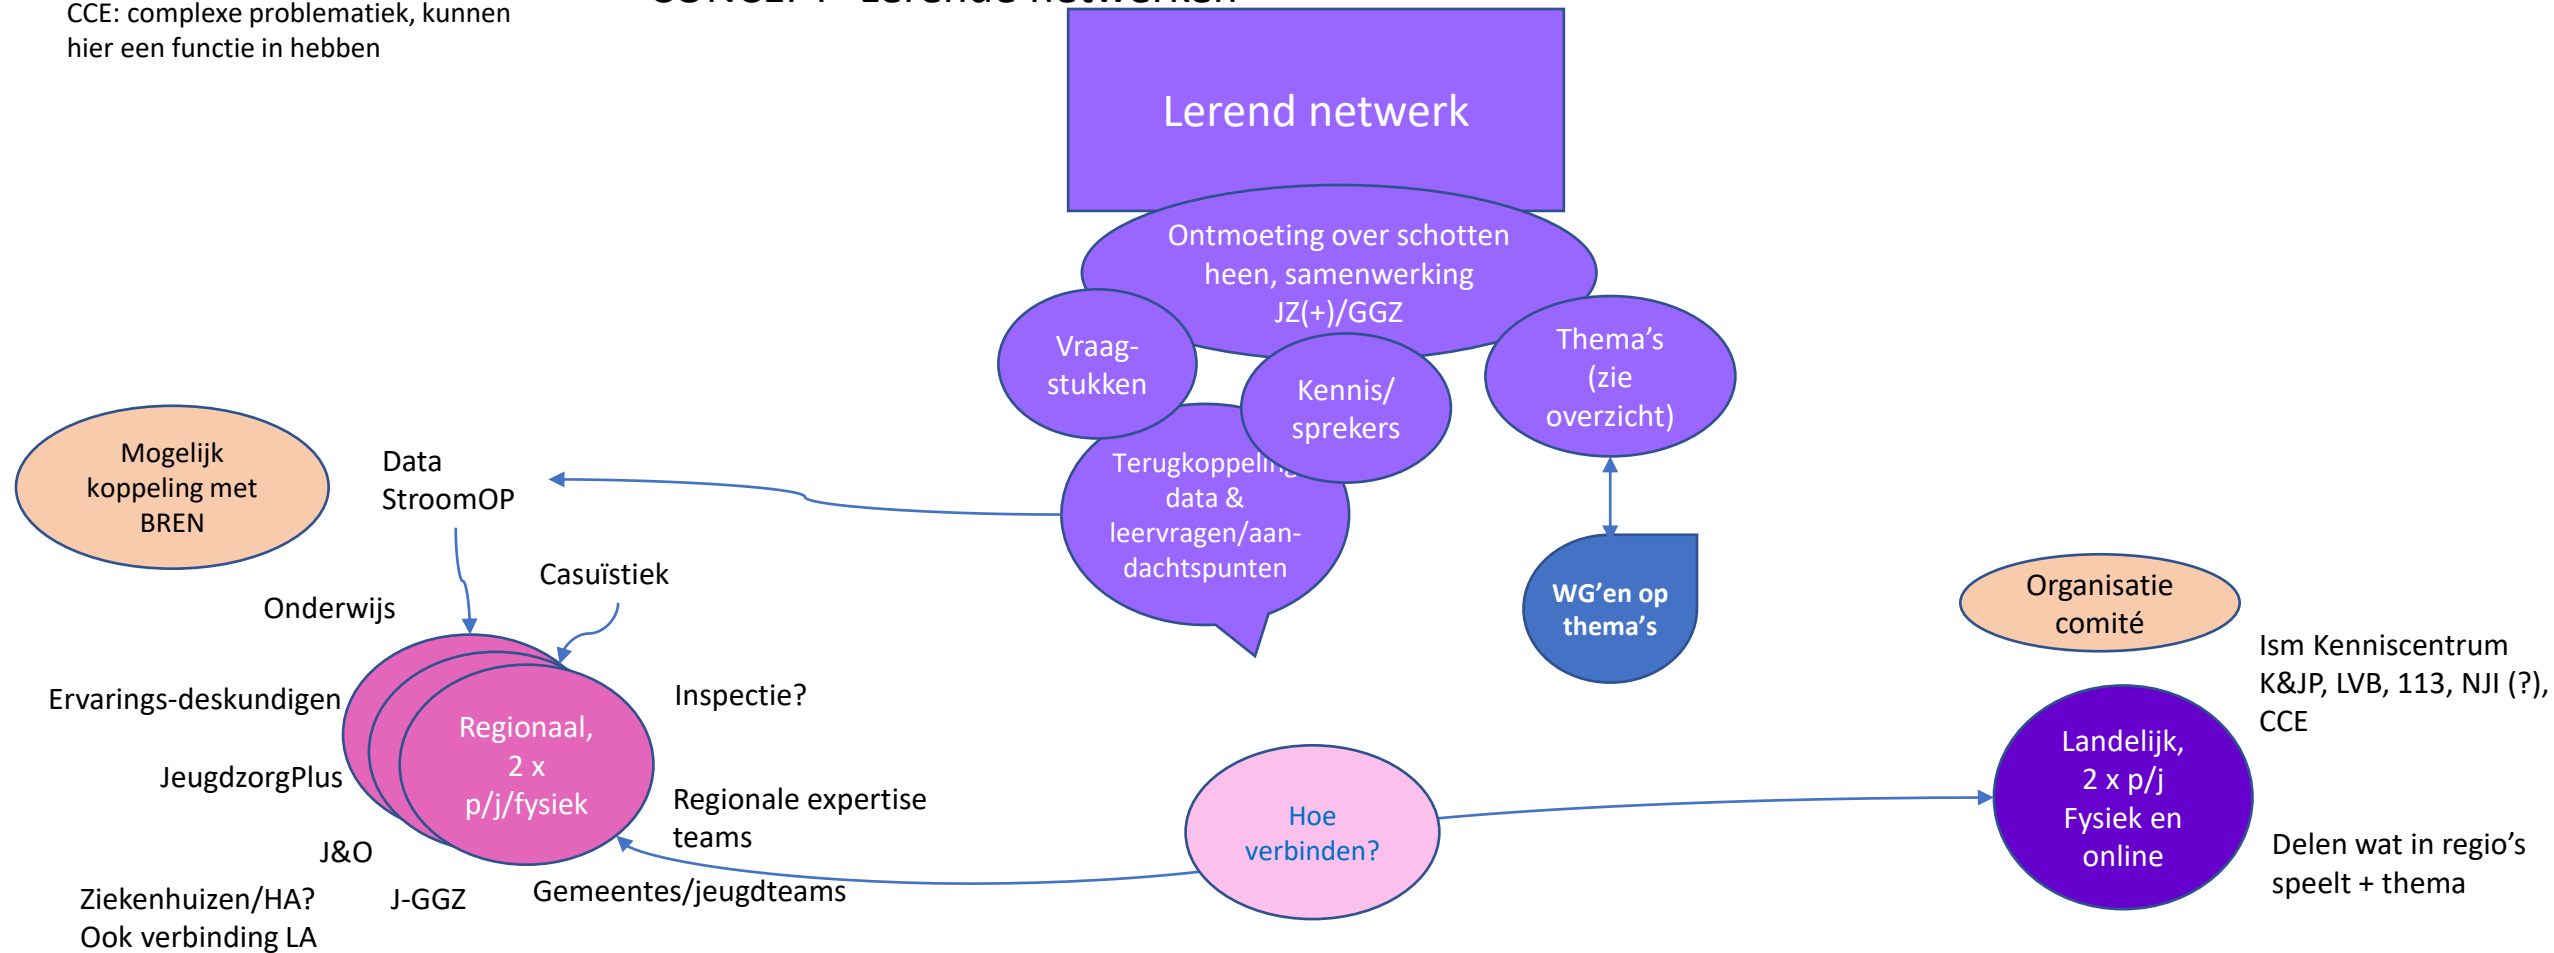 CCE: complexe problematiek, kunnen
hier een functie in hebben
CONCEPT Lerende netwerken
Lerend netwerk
Ontmoeting over schotten
heen, samenwerking
JZ(+)/GGZ
Vraag-
stukken
Kennis/
sprekers
Thema's
(zie
overzicht)
Terugkoppeling
data &
leervragen/aan-
dachtspunten
WG'en op
thema's
Mogelijk
koppeling met
BREN
Data
StroomOP
Casuïstiek
Onderwijs
Ervarings-deskundigen
JeugdzorgPlus
J&O
Ziekenhuizen/HA?
Ook verbinding LA
J-GGZ
Gemeentes/jeugdteams
Regionale expertise
teams
Inspectie?
Regionaal,
2 x
p/j/fysiek
Hoe
verbinden?
Organisatie
comité
Ism Kenniscentrum
K&JP, LVB, 113, NJI (?),
CCE
Landelijk,
2 x p/j
Fysiek en
online
Delen wat in regio's
speelt + thema